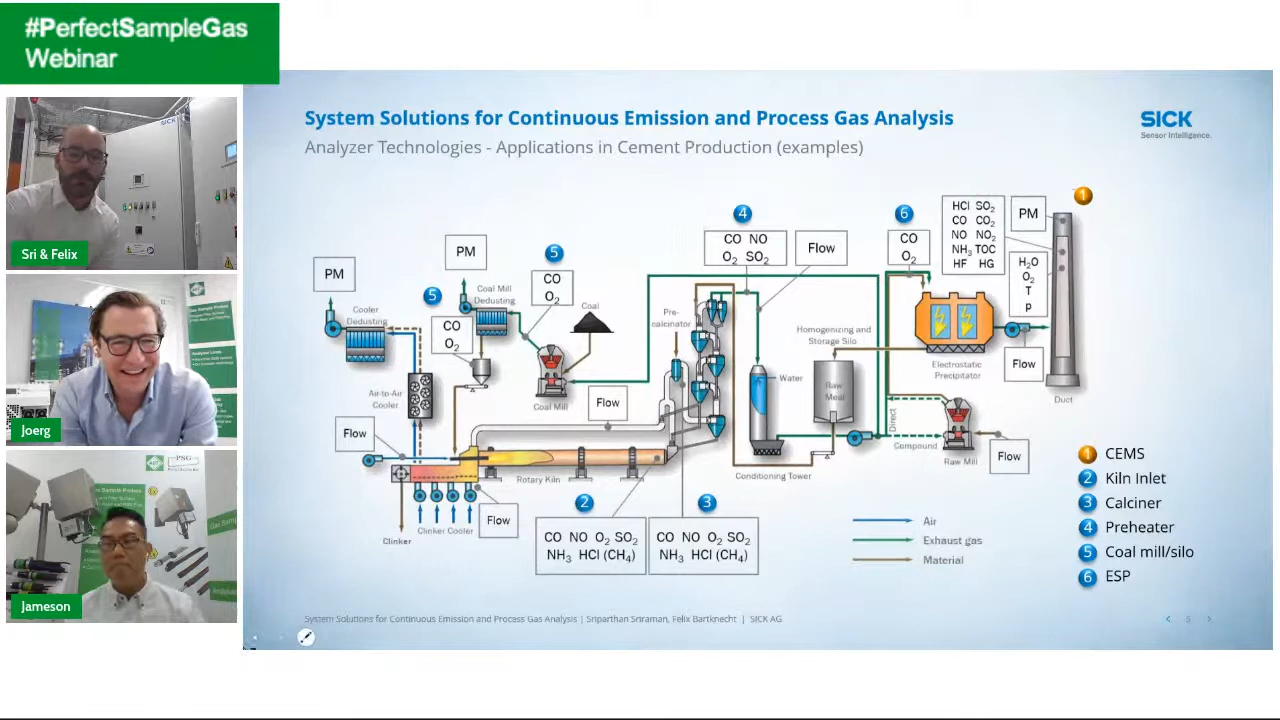 #PerfectSampleGas
Webinar
Sri & Felix
Joerg
Jameson
System Solutions for Continuous Emission and Process Gas Analysis
Analyzer Technologies - Applications in Cement Production (examples)
SICK
Sensor Intelligence.
1
4
6
HCl SO₂
CO CO₂
NO NO₂
NH₃ TOC
HF HG
PM
CO NO
O₂ SO₂
Flow
CO
O₂
H₂O
O₂
T
P
PM
PM
5
CO
O₂
5
CO
O₂
Coal Mill
Dedusting
Cooler
Dedusting
Coal
Pre-
calcinator
Homogenizing and
Storage Silo
Electrostatic
Precipitator
Flow
Water
Raw
Meal
Air-to-Air
Cooler
Coal Mill
Flow
Duct
Direct
Compound
Flow
Raw Mill
Flow
Rotary Kiln
Conditioning Tower
2
3
Flow
Clinker Cooler
Clinker
CO NO O₂ SO₂
NH₃ HCl (CH₄)
CO NO O₂ SO₂
NH₃ HCl (CH₄)
Air
Exhaust gas
Material
1 CEMS
2 Kiln Inlet
3 Calciner
4 Preheater
5 Coal mill/silo
6 ESP
System Solutions for Continuous Emission and Process Gas Analysis | Sriparthan Sriraman, Felix Bartknecht | SICK AG
5